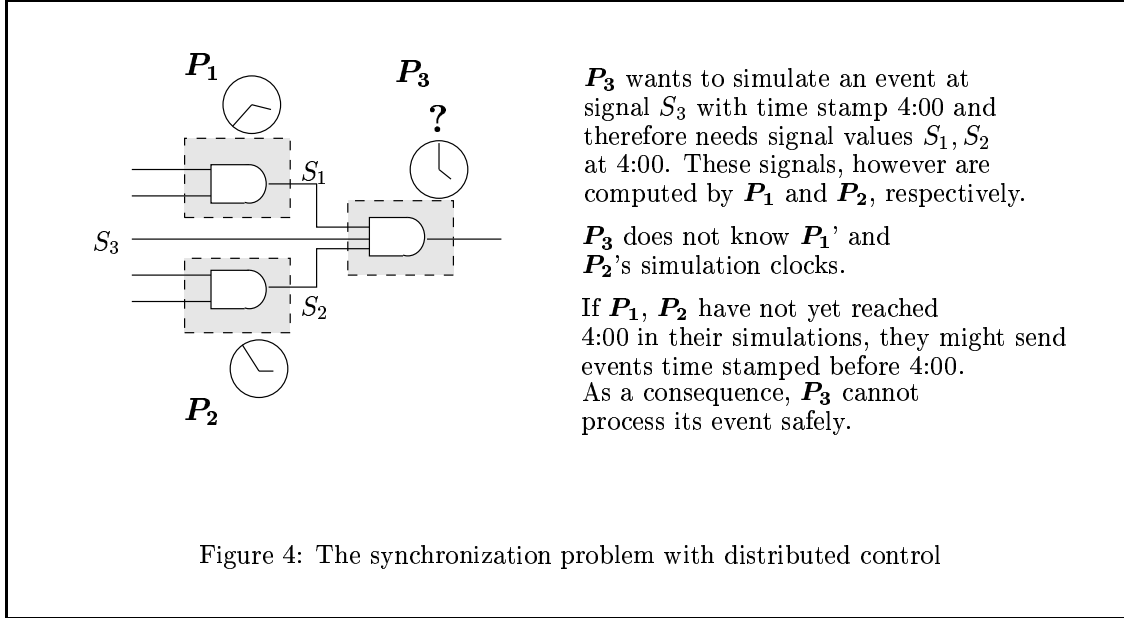 P1
P3
?
S1
S3
S2
P2
P3 wants to simulate an event at
signal S3 with time stamp 4:00 and
therefore needs signal values S1, S2
at 4:00. These signals, however are
computed by P1 and P2, respectively.
P3 does not know P1' and
P2's simulation clocks.
If P1, P2 have not yet reached
4:00 in their simulations, they might send
events time stamped before 4:00.
As a consequence, P3 cannot
process its event safely.
Figure 4: The synchronization problem with distributed control